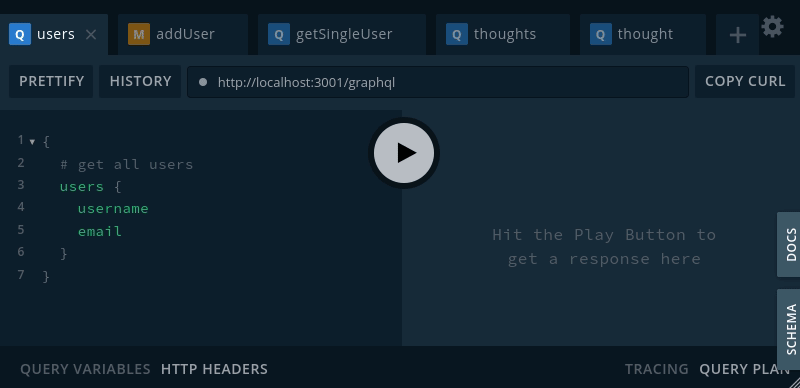 Q users × M addUser Q getSingleUser Q thoughts Q thought +
PRETTIFY HISTORY http://localhost:3001/graphql COPY CURL
1 {
2 # get all users
3 users {
4 username
5 email
6 }
7 }
Hit the Play Button to
get a response here
DOCS
SCHEMA
QUERY VARIABLES HTTP HEADERS TRACING QUERY PLAN